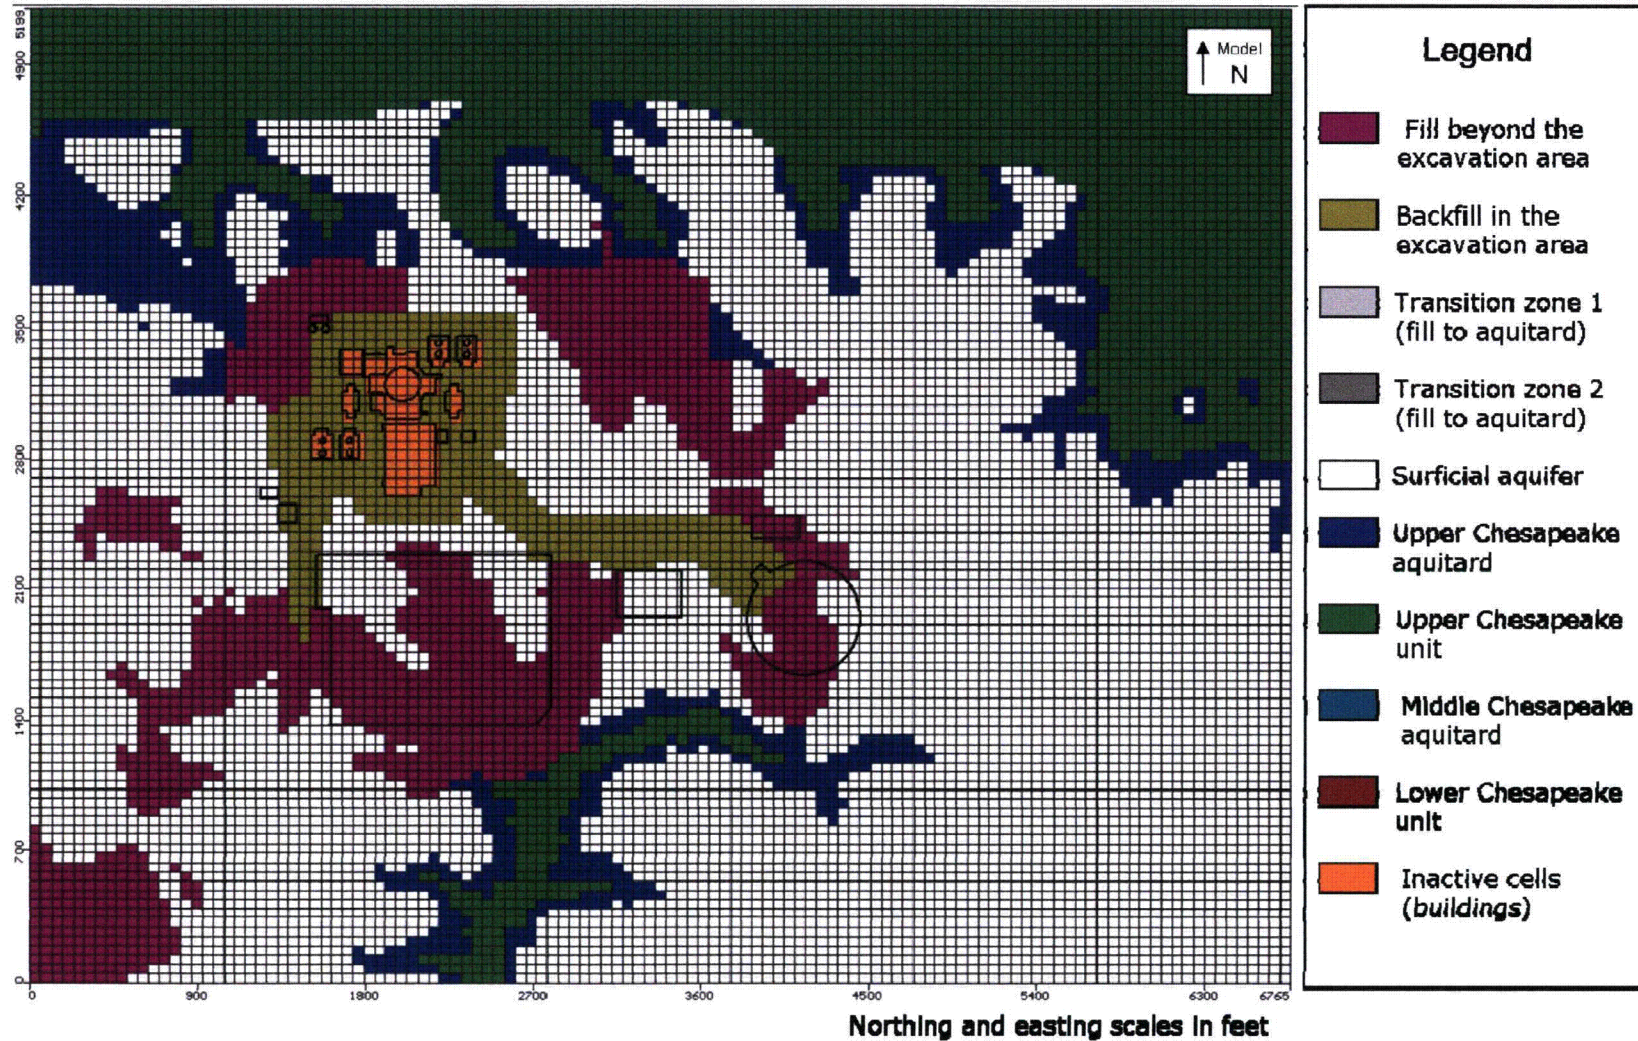 5199
4900
4200
3500
2800
2100
1400
700
0
0
900
1800
2700
3600
4500
5400
6300
6765
Northing and easting scales in feet
Model
N
Legend
Fill beyond the
excavation area
Backfill in the
excavation area
Transition zone 1
(fill to aquitard)
Transition zone 2
(fill to aquitard)
Surficial aquifer
Upper Chesapeake
aquitard
Upper Chesapeake
unit
Middle Chesapeake
aquitard
Lower Chesapeake
unit
Inactive cells
(buildings)